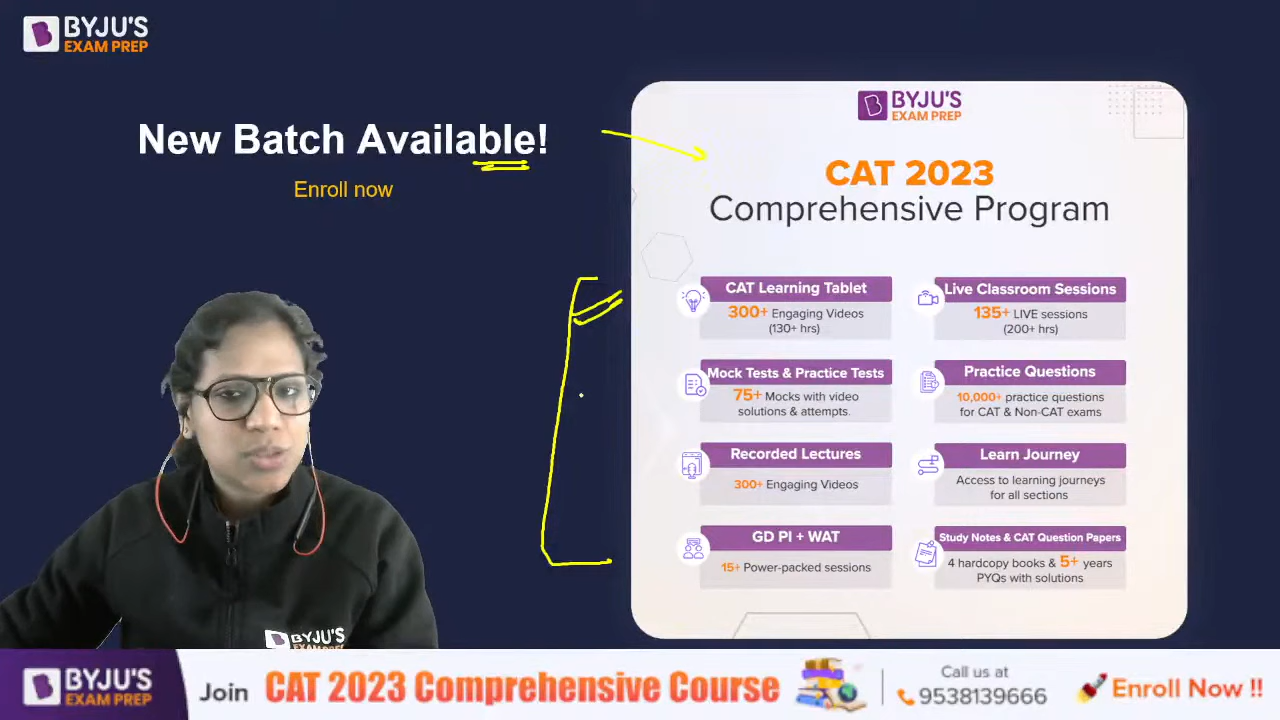 BYJU'S
EXAM PREP
New Batch Available!
Enroll now
BYJU'S
EXAM PREP
CAT 2023
Comprehensive Program
CAT Learning Tablet
300+ Engaging Videos
(130+ hrs)
Live Classroom Sessions
135+ LIVE sessions
(200+ hrs)
Mock Tests & Practice Tests
75+ Mocks with video
solutions & attempts.
Practice Questions
10,000+ practice questions
for CAT & Non-CAT exams
Recorded Lectures
300+ Engaging Videos
Learn Journey
Access to learning journeys
for all sections
GD PI + WAT
15+ Power-packed sessions
Study Notes & CAT Question Papers
4 hardcopy books & 5+ years
PYQs with solutions
BYJU'S
EXAM PREP
BYJU'S
EXAM PREP
Join CAT 2023 Comprehensive Course
Call us at
9538139666
Enroll Now !!